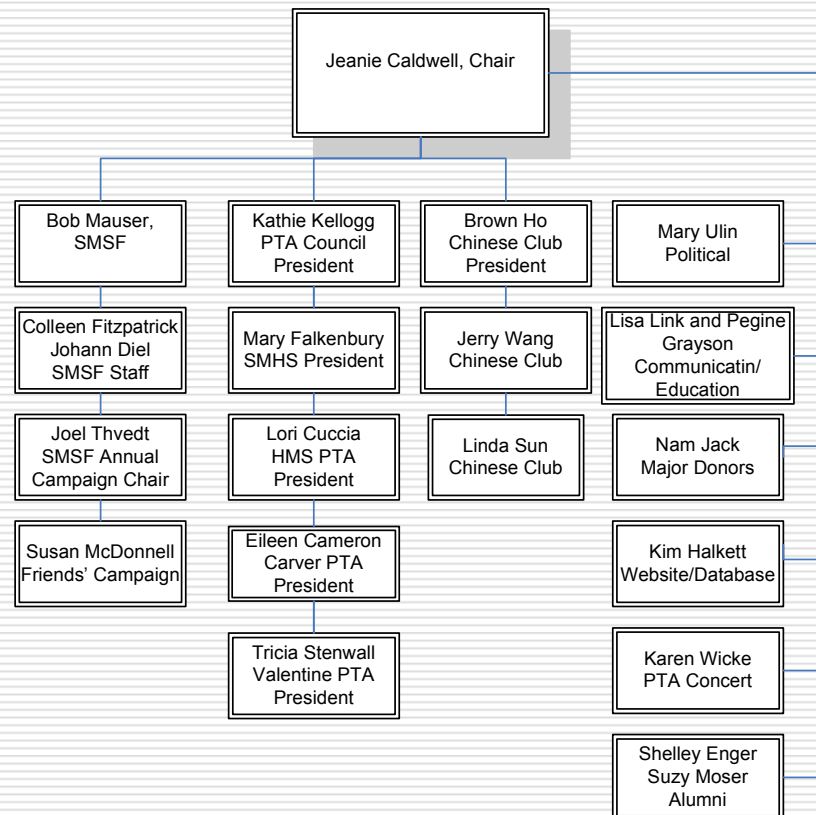 Jeanie Caldwell, Chair
Bob Mauser,
SMSF
Colleen Fitzpatrick
Johann Diel
SMSF Staff
Joel Thvedt
SMSF Annual
Campaign Chair
Susan McDonnell
Friends' Campaign
Kathie Kellogg
PTA Council
President
Mary Falkenbury
SMHS President
Lori Cuccia
HMS PTA
President
Eileen Cameron
Carver PTA
President
Tricia Stenwall
Valentine PTA
President
Brown Ho
Chinese Club
President
Jerry Wang
Chinese Club
Linda Sun
Chinese Club
Mary Ulin
Political
Lisa Link and Pegine
Grayson
Communicatin/
Education
Nam Jack
Major Donors
Kim Halkett
Website/Database
Karen Wicke
PTA Concert
Shelley Enger
Suzy Moser
Alumni